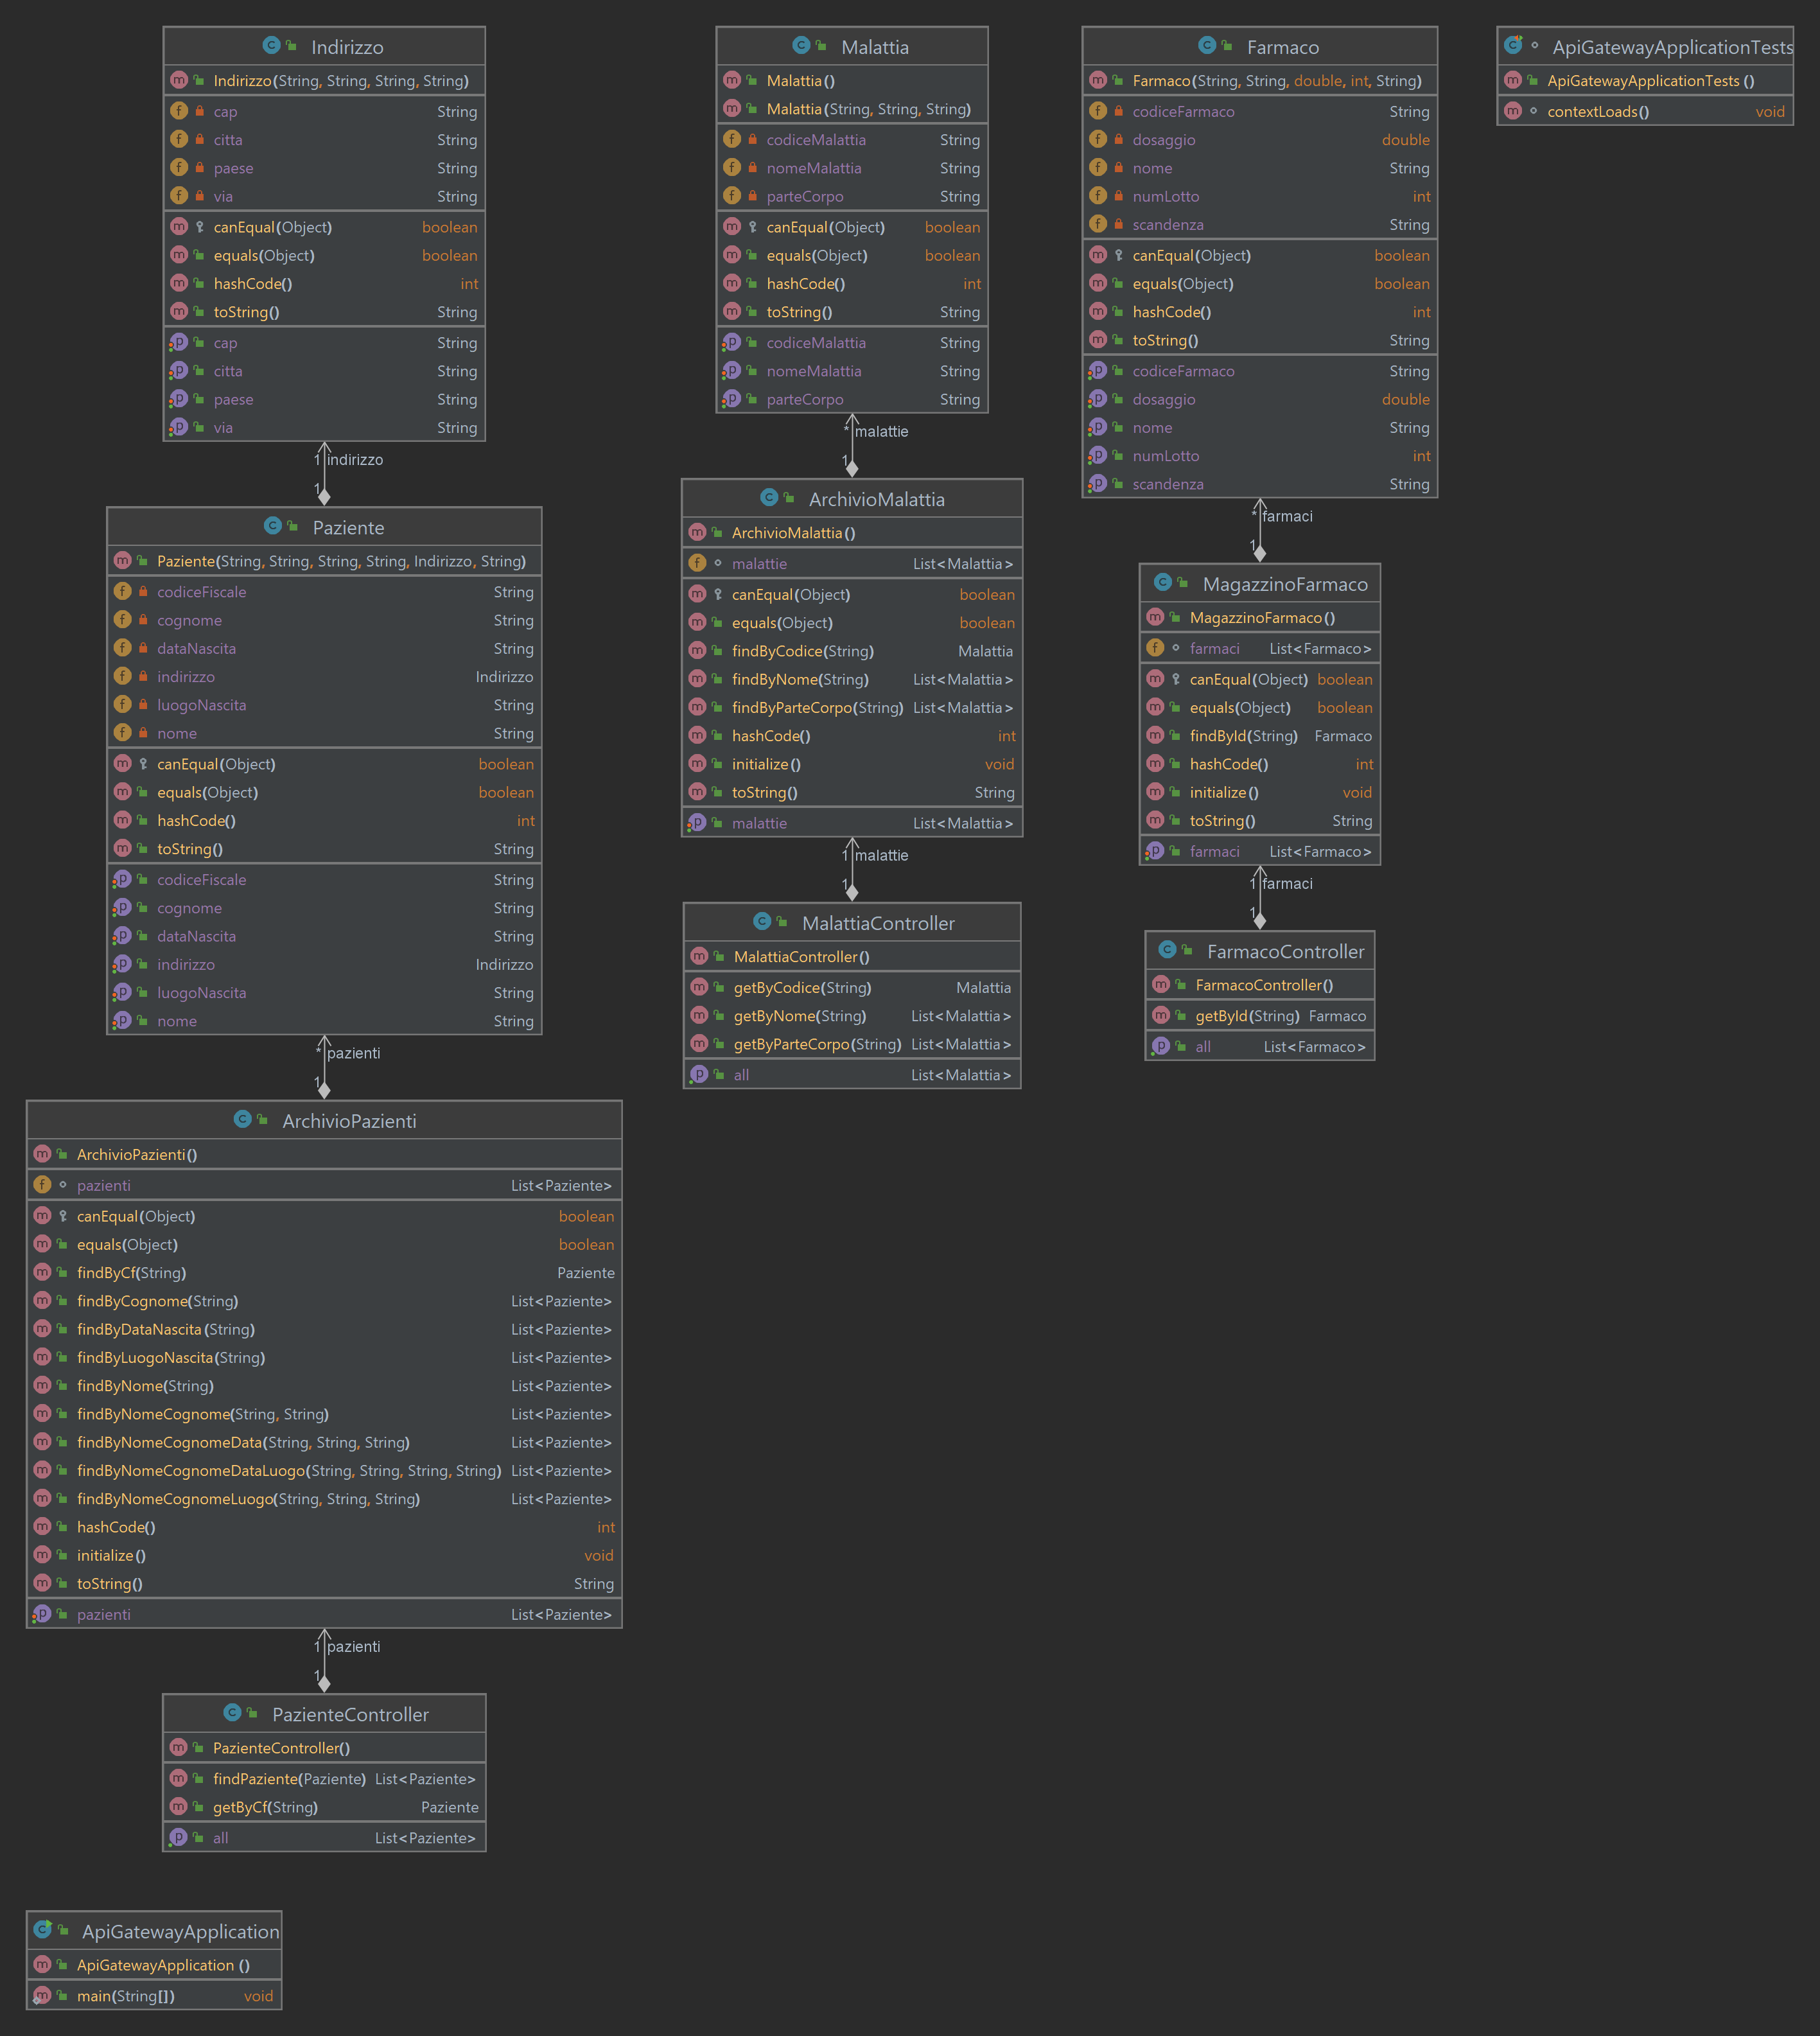 Indirizzo
Indirizzo(String, String, String, String)
cap String
citta String
paese String
via String
canEqual(Object) boolean
equals(Object) boolean
hashCode() int
toString() String
cap String
citta String
paese String
via String
1 indirizzo
1
Paziente
Paziente(String, String, String, String, Indirizzo, String)
codiceFiscale String
cognome String
dataNascita String
indirizzo Indirizzo
luogoNascita String
nome String
canEqual(Object) boolean
equals(Object) boolean
hashCode() int
toString() String
codiceFiscale String
cognome String
dataNascita String
indirizzo Indirizzo
luogoNascita String
nome String
* pazienti
1
ArchivioPazienti
ArchivioPazienti()
pazienti List<Paziente>
canEqual(Object) boolean
equals(Object) boolean
findByCf(String) Paziente
findByCognome(String) List<Paziente>
findByDataNascita(String) List<Paziente>
findByLuogoNascita(String) List<Paziente>
findByNome(String) List<Paziente>
findByNomeCognome(String, String) List<Paziente>
findByNomeCognomeData(String, String, String) List<Paziente>
findByNomeCognomeDataLuogo(String, String, String, String) List<Paziente>
findByNomeCognomeLuogo(String, String, String) List<Paziente>
hashCode() int
initialize() void
toString() String
pazienti List<Paziente>
1 pazienti
1
PazienteController
PazienteController()
findPaziente(Paziente) List<Paziente>
getByCf(String) Paziente
all List<Paziente>
ApiGatewayApplication
ApiGatewayApplication()
main(String[]) void
Malattia
Malattia()
Malattia(String, String, String)
codiceMalattia String
nomeMalattia String
parteCorpo String
canEqual(Object) boolean
equals(Object) boolean
hashCode() int
toString() String
codiceMalattia String
nomeMalattia String
parteCorpo String
* malattie
1
ArchivioMalattia
ArchivioMalattia()
malattie List<Malattia>
canEqual(Object) boolean
equals(Object) boolean
findByCodice(String) Malattia
findByNome(String) List<Malattia>
findByParteCorpo(String) List<Malattia>
hashCode() int
initialize() void
toString() String
malattie List<Malattia>
1 malattie
1
MalattiaController
MalattiaController()
getByCodice(String) Malattia
getByNome(String) List<Malattia>
getByParteCorpo(String) List<Malattia>
all List<Malattia>
Farmaco
Farmaco(String, String, double, int, String)
codiceFarmaco String
dosaggio double
nome String
numLotto int
scandenza String
canEqual(Object) boolean
equals(Object) boolean
hashCode() int
toString() String
codiceFarmaco String
dosaggio double
nome String
numLotto int
scandenza String
* farmaci
1
MagazzinoFarmaco
MagazzinoFarmaco()
farmaci List<Farmaco>
canEqual(Object) boolean
equals(Object) boolean
findById(String) Farmaco
hashCode() int
initialize() void
toString() String
farmaci List<Farmaco>
1 farmaci
1
FarmacoController
FarmacoController()
getById(String) Farmaco
all List<Farmaco>
ApiGatewayApplicationTests
ApiGatewayApplicationTests()
contextLoads() void